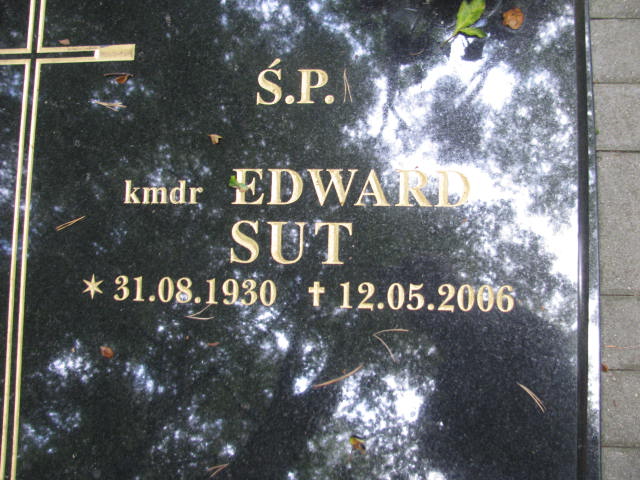 Ś.P.
kmdr EDWARD
SUT
✶ 31.08.1930 ✝ 12.05.2006